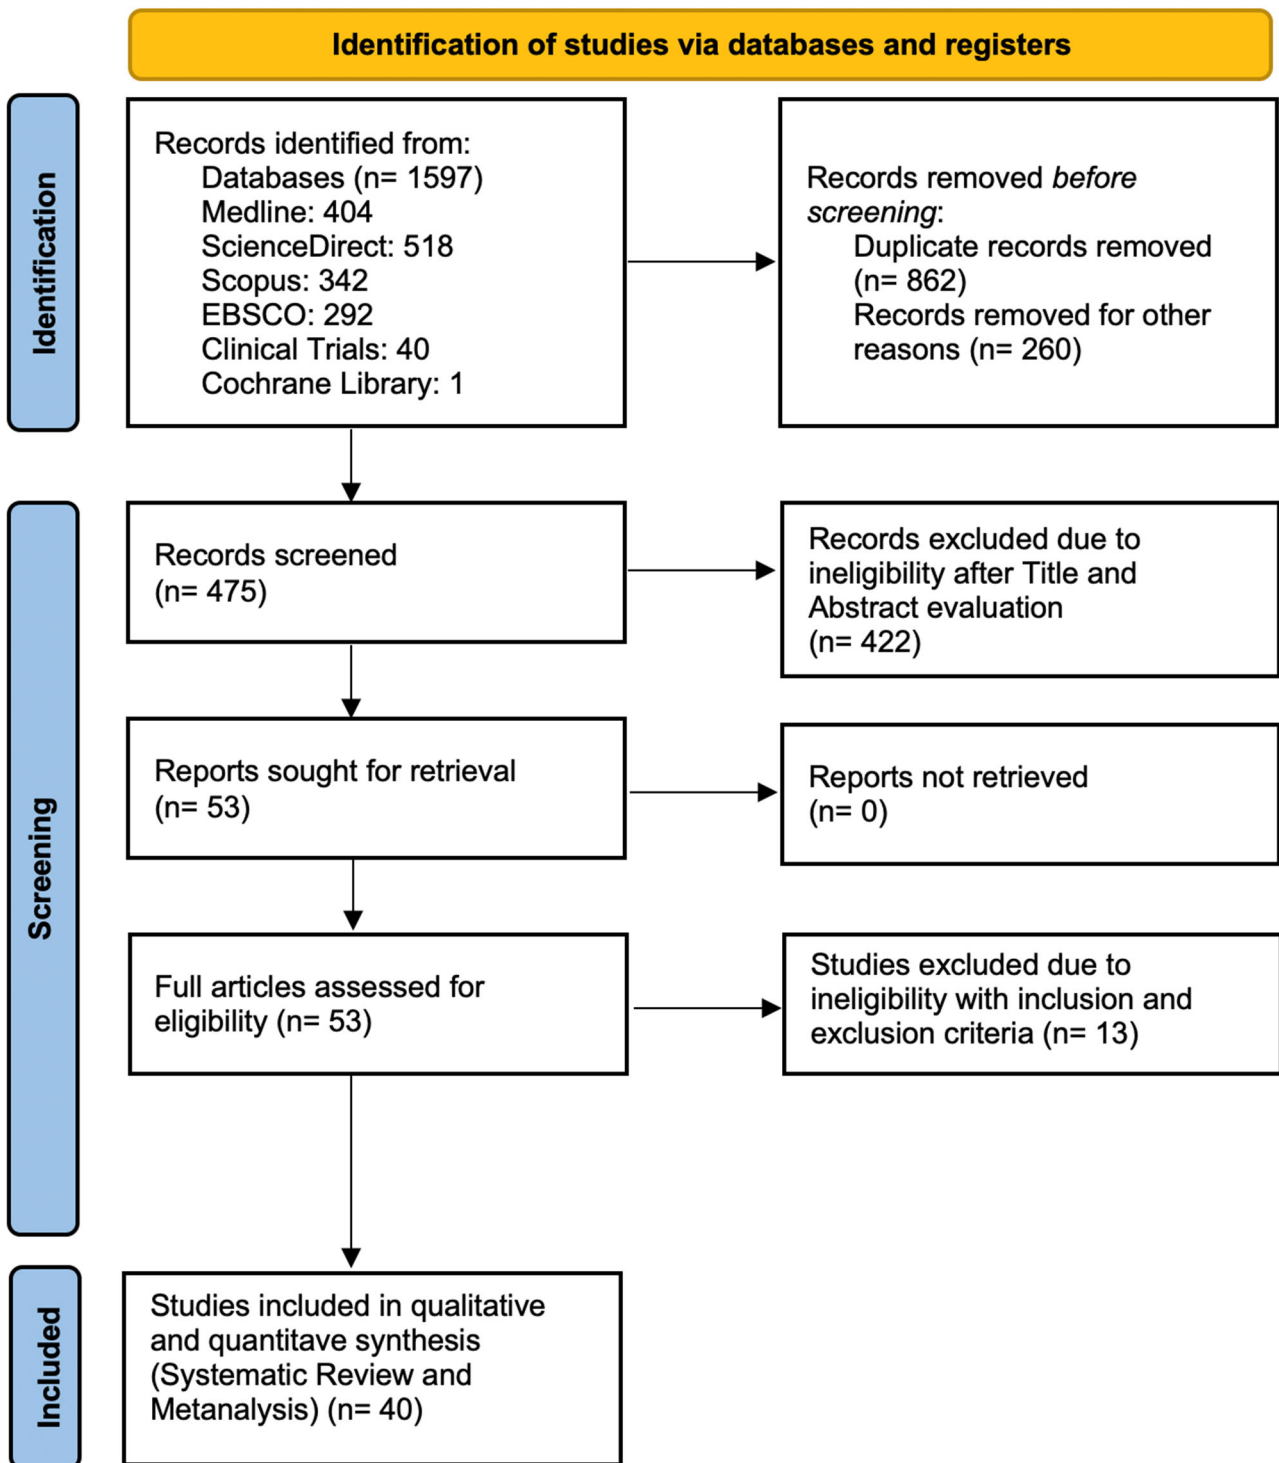 Identification of studies via databases and registers
Identification
Records identified from:
Databases (n= 1597)
Medline: 404
ScienceDirect: 518
Scopus: 342
EBSCO: 292
Clinical Trials: 40
Cochrane Library: 1
Records removed before
screening:
Duplicate records removed
(n= 862)
Records removed for other
reasons (n= 260)
Screening
Records screened
(n= 475)
Records excluded due to
ineligibility after Title and
Abstract evaluation
(n= 422)
Reports sought for retrieval
(n= 53)
Reports not retrieved
(n= 0)
Full articles assessed for
eligibility (n= 53)
Studies excluded due to
ineligibility with inclusion and
exclusion criteria (n= 13)
Included
Studies included in qualitative
and quantitave synthesis
(Systematic Review and
Metanalysis) (n= 40)